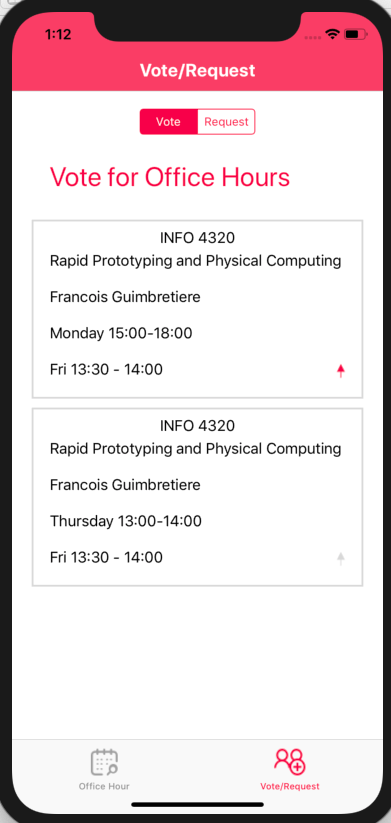 1:12
Vote/Request
Vote Request
Vote for Office Hours
INFO 4320
Rapid Prototyping and Physical Computing
Francois Guimbretiere
Monday 15:00-18:00
Fri 13:30 - 14:00
INFO 4320
Rapid Prototyping and Physical Computing
Francois Guimbretiere
Thursday 13:00-14:00
Fri 13:30 - 14:00
Office Hour Vote/Request